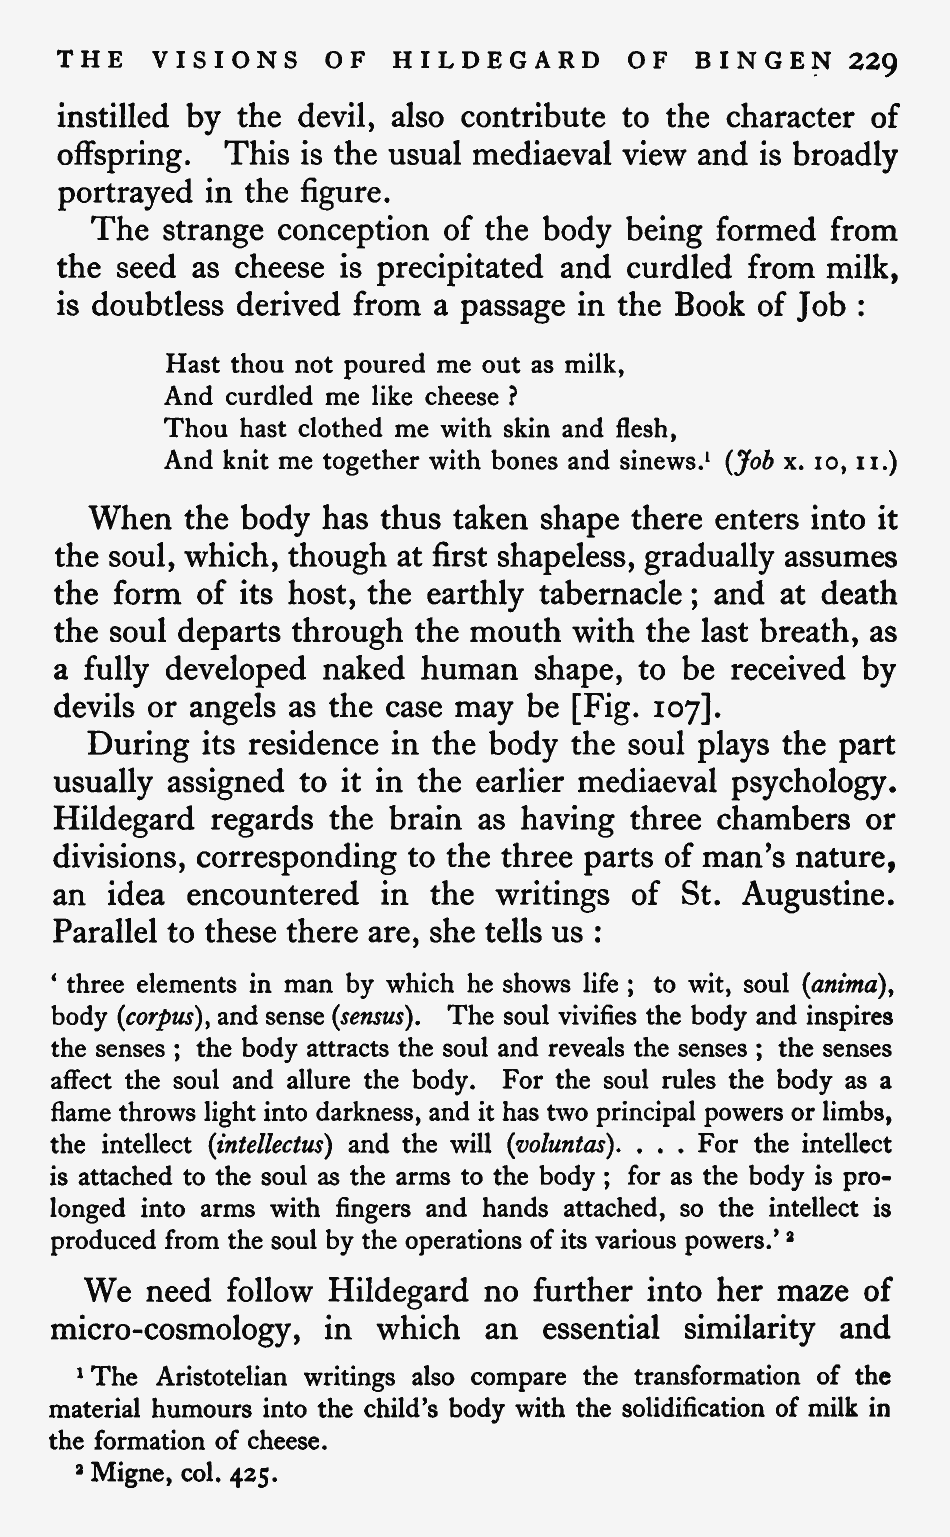 THE VISIONS OF HILDEGARD OF BINGEN 229
instilled by the devil, also contribute to the character of
offspring. This is the usual mediaeval view and is broadly
portrayed in the figure.
The strange conception of the body being formed from
the seed as cheese is precipitated and curdled from milk,
is doubtless derived from a passage in the Book of Job :
Hast thou not poured me out as milk,
And curdled me like cheese ?
Thou hast clothed me with skin and flesh,
And knit me together with bones and sinews.¹ (Job x. 10, 11.)
When the body has thus taken shape there enters into it
the soul, which, though at first shapeless, gradually assumes
the form of its host, the earthly tabernacle ; and at death
the soul departs through the mouth with the last breath, as
a fully developed naked human shape, to be received by
devils or angels as the case may be [Fig. 107].
During its residence in the body the soul plays the part
usually assigned to it in the earlier mediaeval psychology.
Hildegard regards the brain as having three chambers or
divisions, corresponding to the three parts of man's nature,
an idea encountered in the writings of St. Augustine.
Parallel to these there are, she tells us :
‘ three elements in man by which he shows life ; to wit, soul (anima),
body (corpus), and sense (sensus). The soul vivifies the body and inspires
the senses ; the body attracts the soul and reveals the senses ; the senses
affect the soul and allure the body. For the soul rules the body as a
flame throws light into darkness, and it has two principal powers or limbs,
the intellect (intellectus) and the will (voluntas). . . . For the intellect
is attached to the soul as the arms to the body ; for as the body is pro-
longed into arms with fingers and hands attached, so the intellect is
produced from the soul by the operations of its various powers.’ ²
We need follow Hildegard no further into her maze of
micro-cosmology, in which an essential similarity and
¹ The Aristotelian writings also compare the transformation of the
material humours into the child's body with the solidification of milk in
the formation of cheese.
² Migne, col. 425.